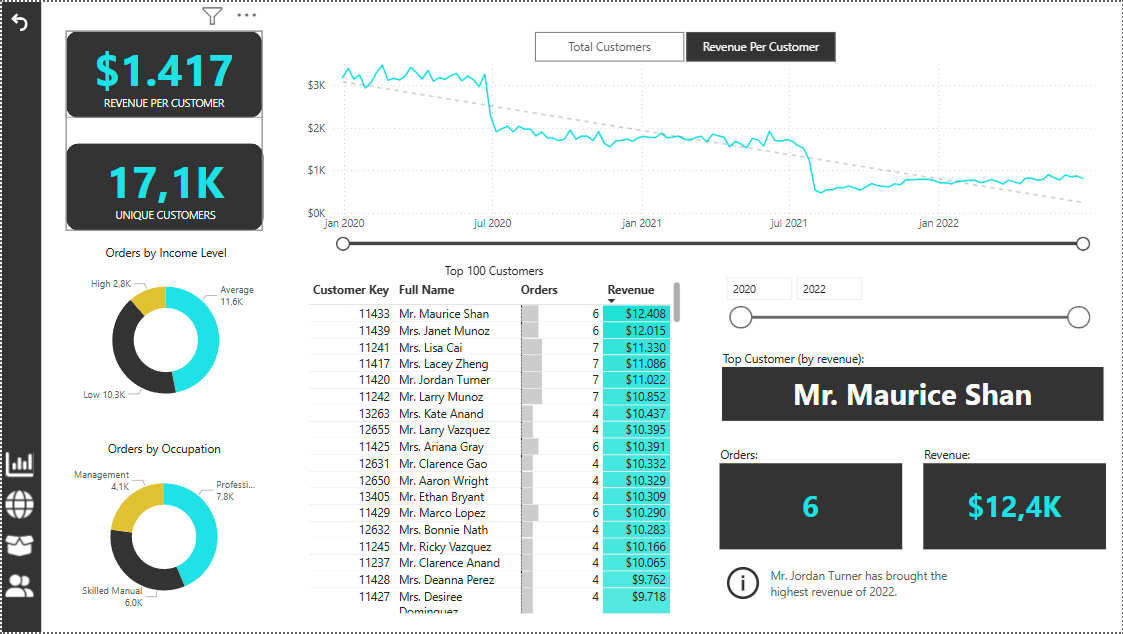 $1.417
REVENUE PER CUSTOMER
17,1K
UNIQUE CUSTOMERS
Total Customers
Revenue Per Customer
$3K
$2K
$1K
$0K
jan 2020
jul 2020
jan 2021
jul 2021
jan 2022
Orders by Income Level
High 2,8K
Average
11,6K
Low 10,3K
Orders by Occupation
Management
4,1K
Professi...
7,8K
Skilled Manual
6,0K
Top 100 Customers
Customer Key Full Name Orders Revenue
11433 Mr. Maurice Shan 6 $12.408
11439 Mrs. Janet Munoz 6 $12.015
11241 Mrs. Lisa Cai 7 $11.330
11417 Mrs. Lacey Zheng 7 $11.086
11420 Mr. Jordan Turner 7 $11.022
11242 Mr. Larry Munoz 7 $10.852
13263 Mrs. Kate Anand 4 $10.437
12655 Mr. Larry Vazquez 4 $10.395
11425 Mrs. Ariana Gray 6 $10.391
12631 Mr. Clarence Gao 4 $10.332
12650 Mr. Aaron Wright 4 $10.329
13405 Mr. Ethan Bryant 4 $10.309
11429 Mr. Marco Lopez 6 $10.290
12632 Mrs. Bonnie Nath 4 $10.283
11245 Mr. Ricky Vazquez 4 $10.166
11237 Mr. Clarence Anand 4 $10.065
11428 Mrs. Deanna Perez 4 $9.762
11427 Mrs. Desiree 4 $9.718
Dominguez
2020
2022
Top Customer (by revenue):
Mr. Maurice Shan
Orders:
6
Revenue:
$12,4K
Mr. Jordan Turner has brought the
highest revenue of 2022.